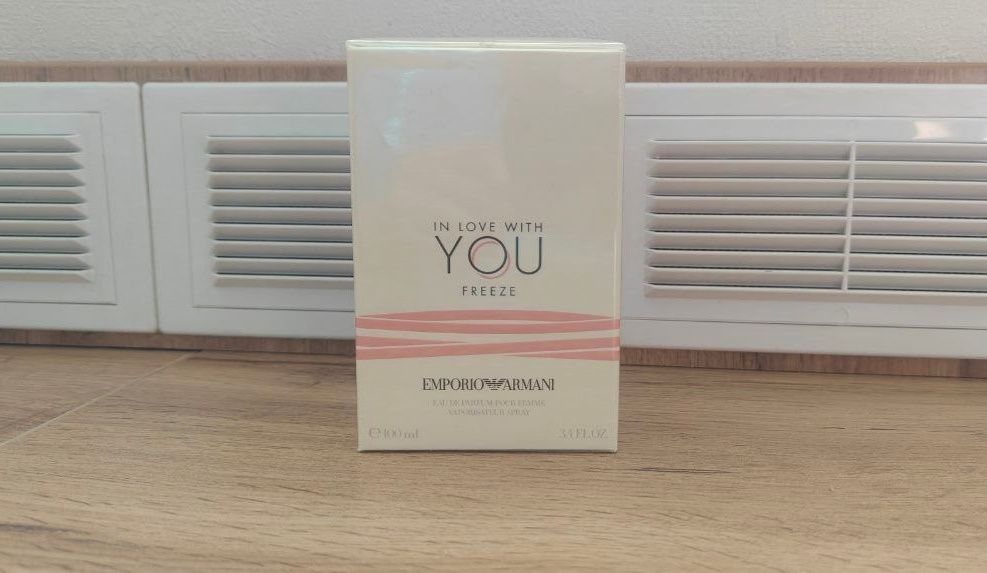 IN LOVE WITH
YOU
FREEZE
EMPORIO ARMANI
EAU DE PARFUM POUR FEMME
VAPORISATEUR SPRAY
℮ 100 ml
3.4 FL.OZ.